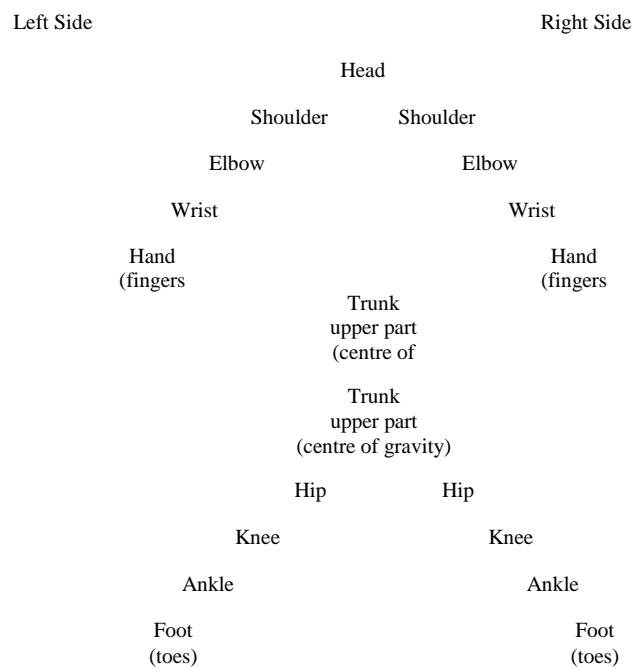 Left Side Right Side
Head
Shoulder Shoulder
Elbow Elbow
Wrist Wrist
Hand Hand
(fingers (fingers
Trunk
upper part
(centre of
Trunk
upper part
(centre of gravity)
Hip Hip
Knee Knee
Ankle Ankle
Foot Foot
(toes) (toes)